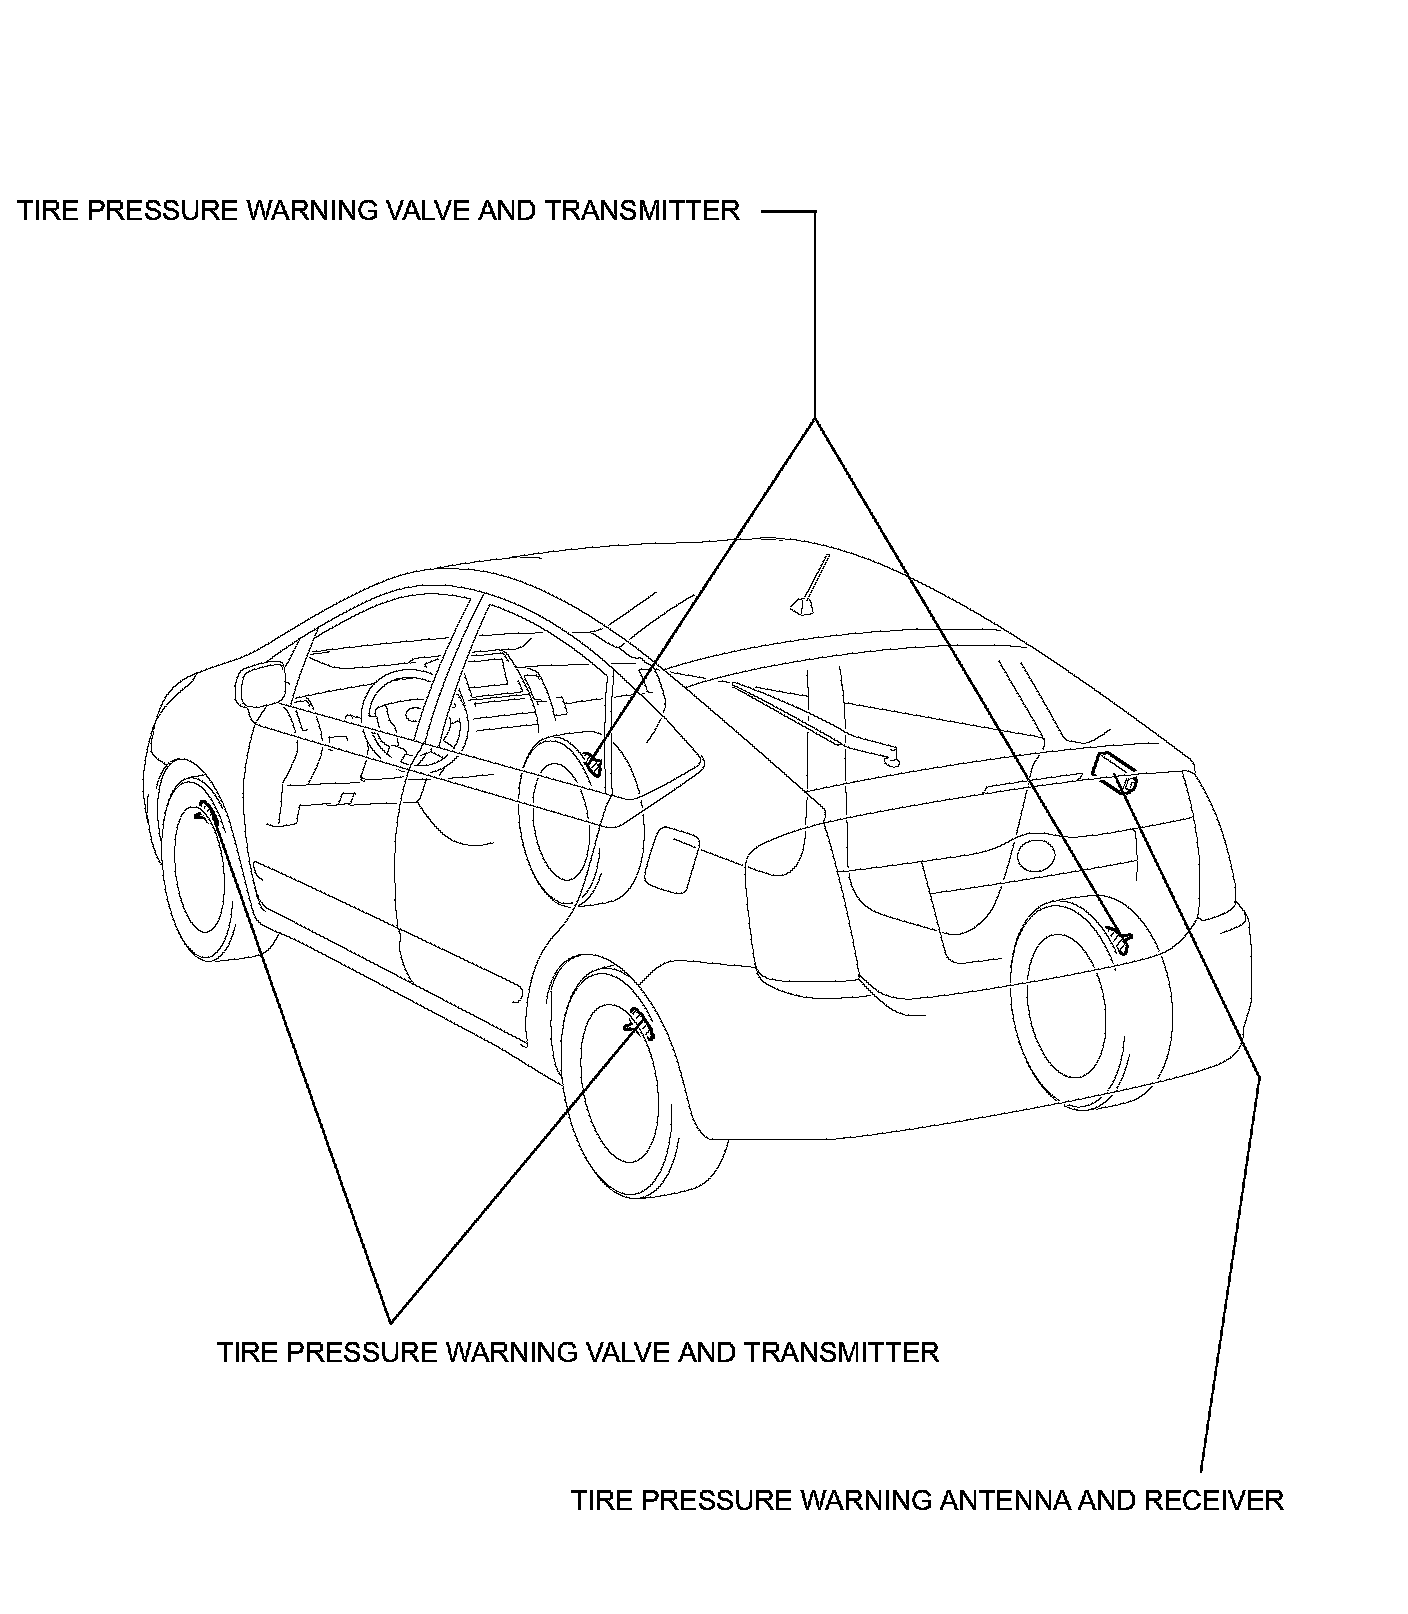 TIRE PRESSURE WARNING VALVE AND TRANSMITTER
TIRE PRESSURE WARNING VALVE AND TRANSMITTER
TIRE PRESSURE WARNING ANTENNA AND RECEIVER